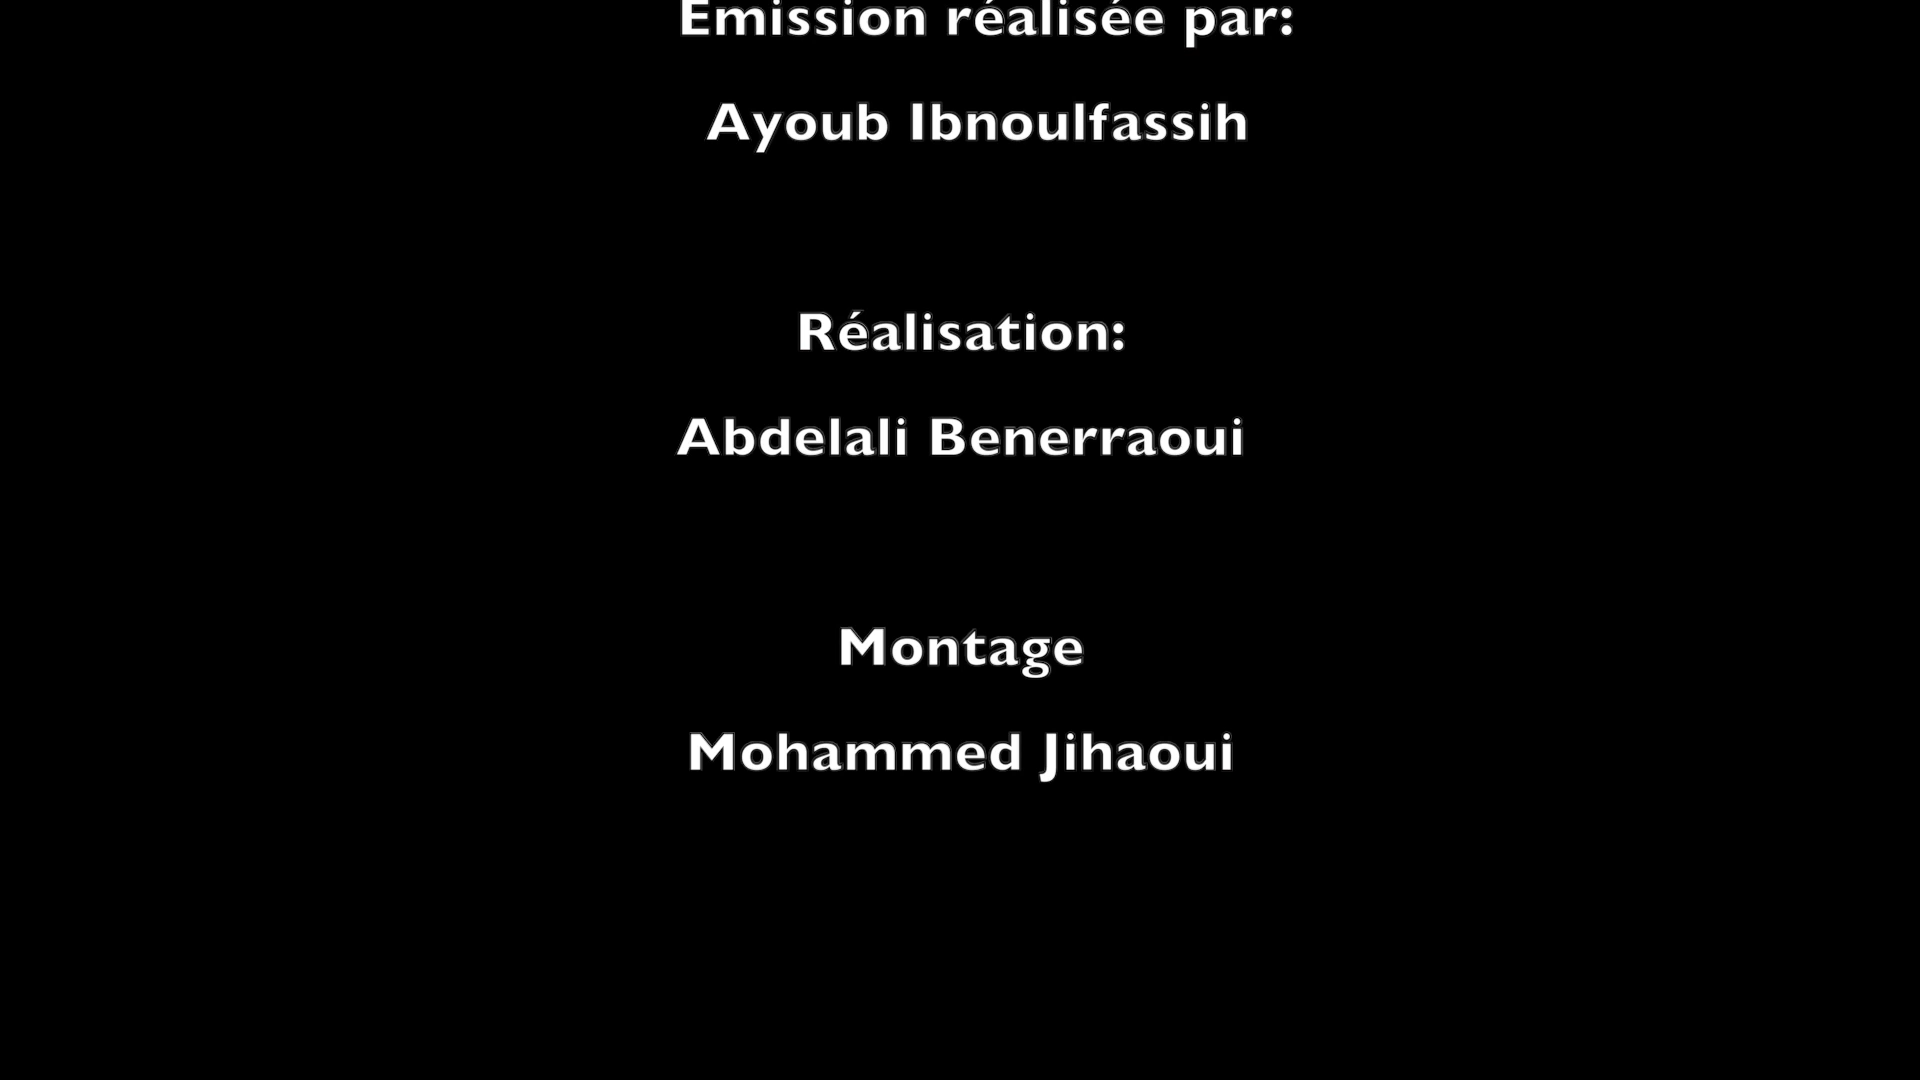 Emission réalisée par:
Ayoub Ibnoulfassih
Réalisation:
Abdelali Benerraoui
Montage
Mohammed Jihaoui